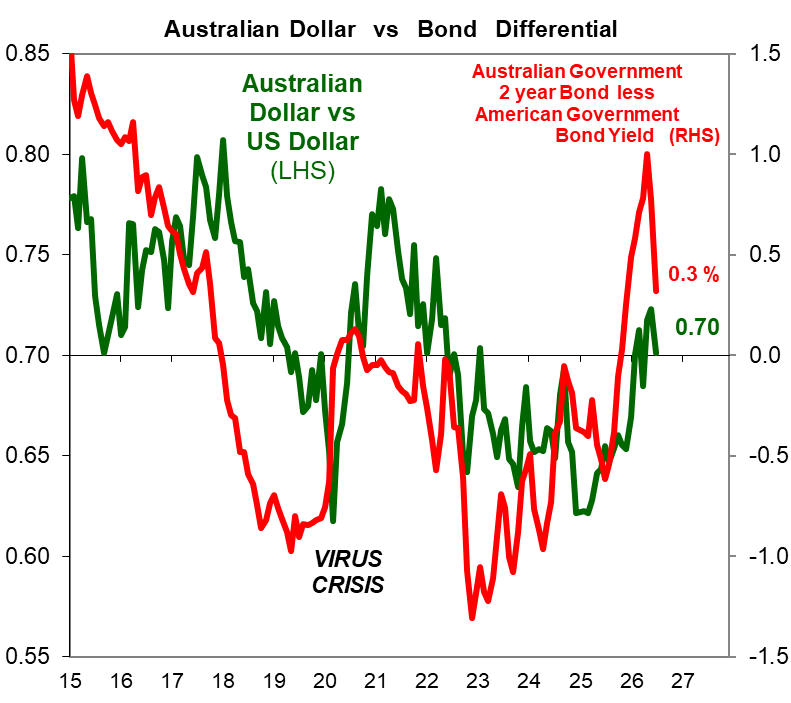 Australian Dollar vs Bond Differential
0.85
0.80
0.75
0.70
0.65
0.60
0.55
1.5
1.0
0.5
0.0
-0.5
-1.0
-1.5
Australian
Dollar vs
US Dollar
(LHS)
Australian Government
2 year Bond less
American Government
Bond Yield (RHS)
0.3 %
0.70
VIRUS
CRISIS
15 16 17 18 19 20 21 22 23 24 25 26 27